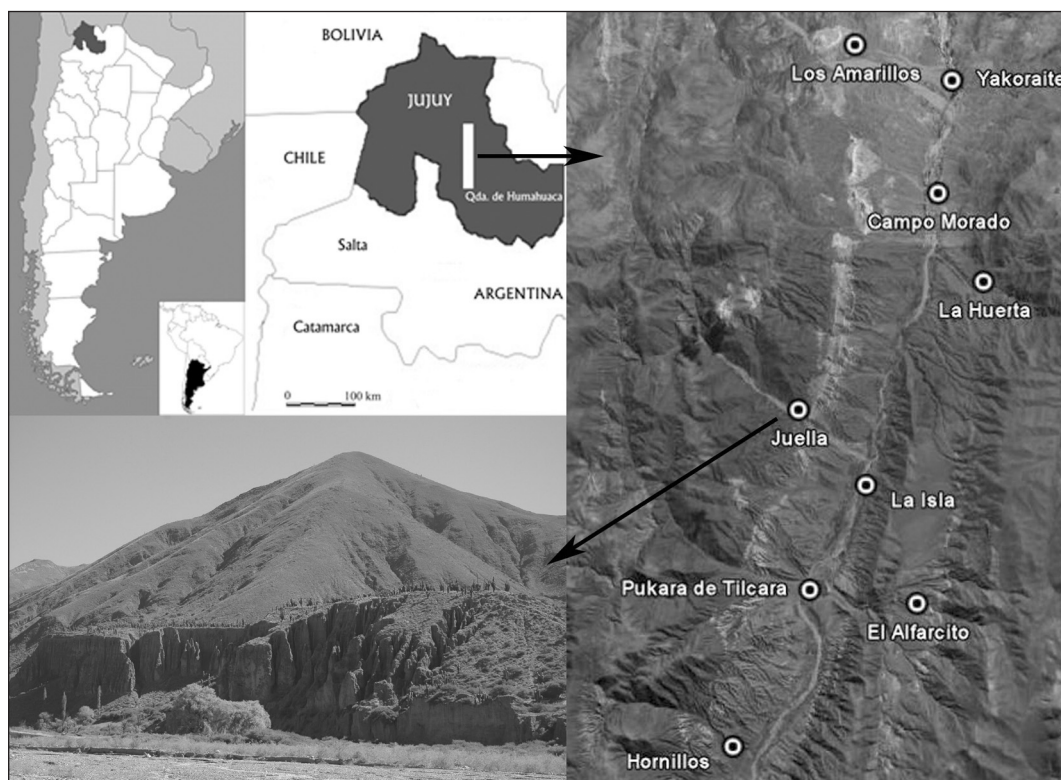 BOLIVIA
JUJUY
CHILE
Qda. de Humahuaca
Salta
ARGENTINA
Catamarca
0 100 km
Los Amarillos
Yakoraite
Campo Morado
La Huerta
Juella
La Isla
Pukara de Tilcara
El Alfarcito
Hornillos